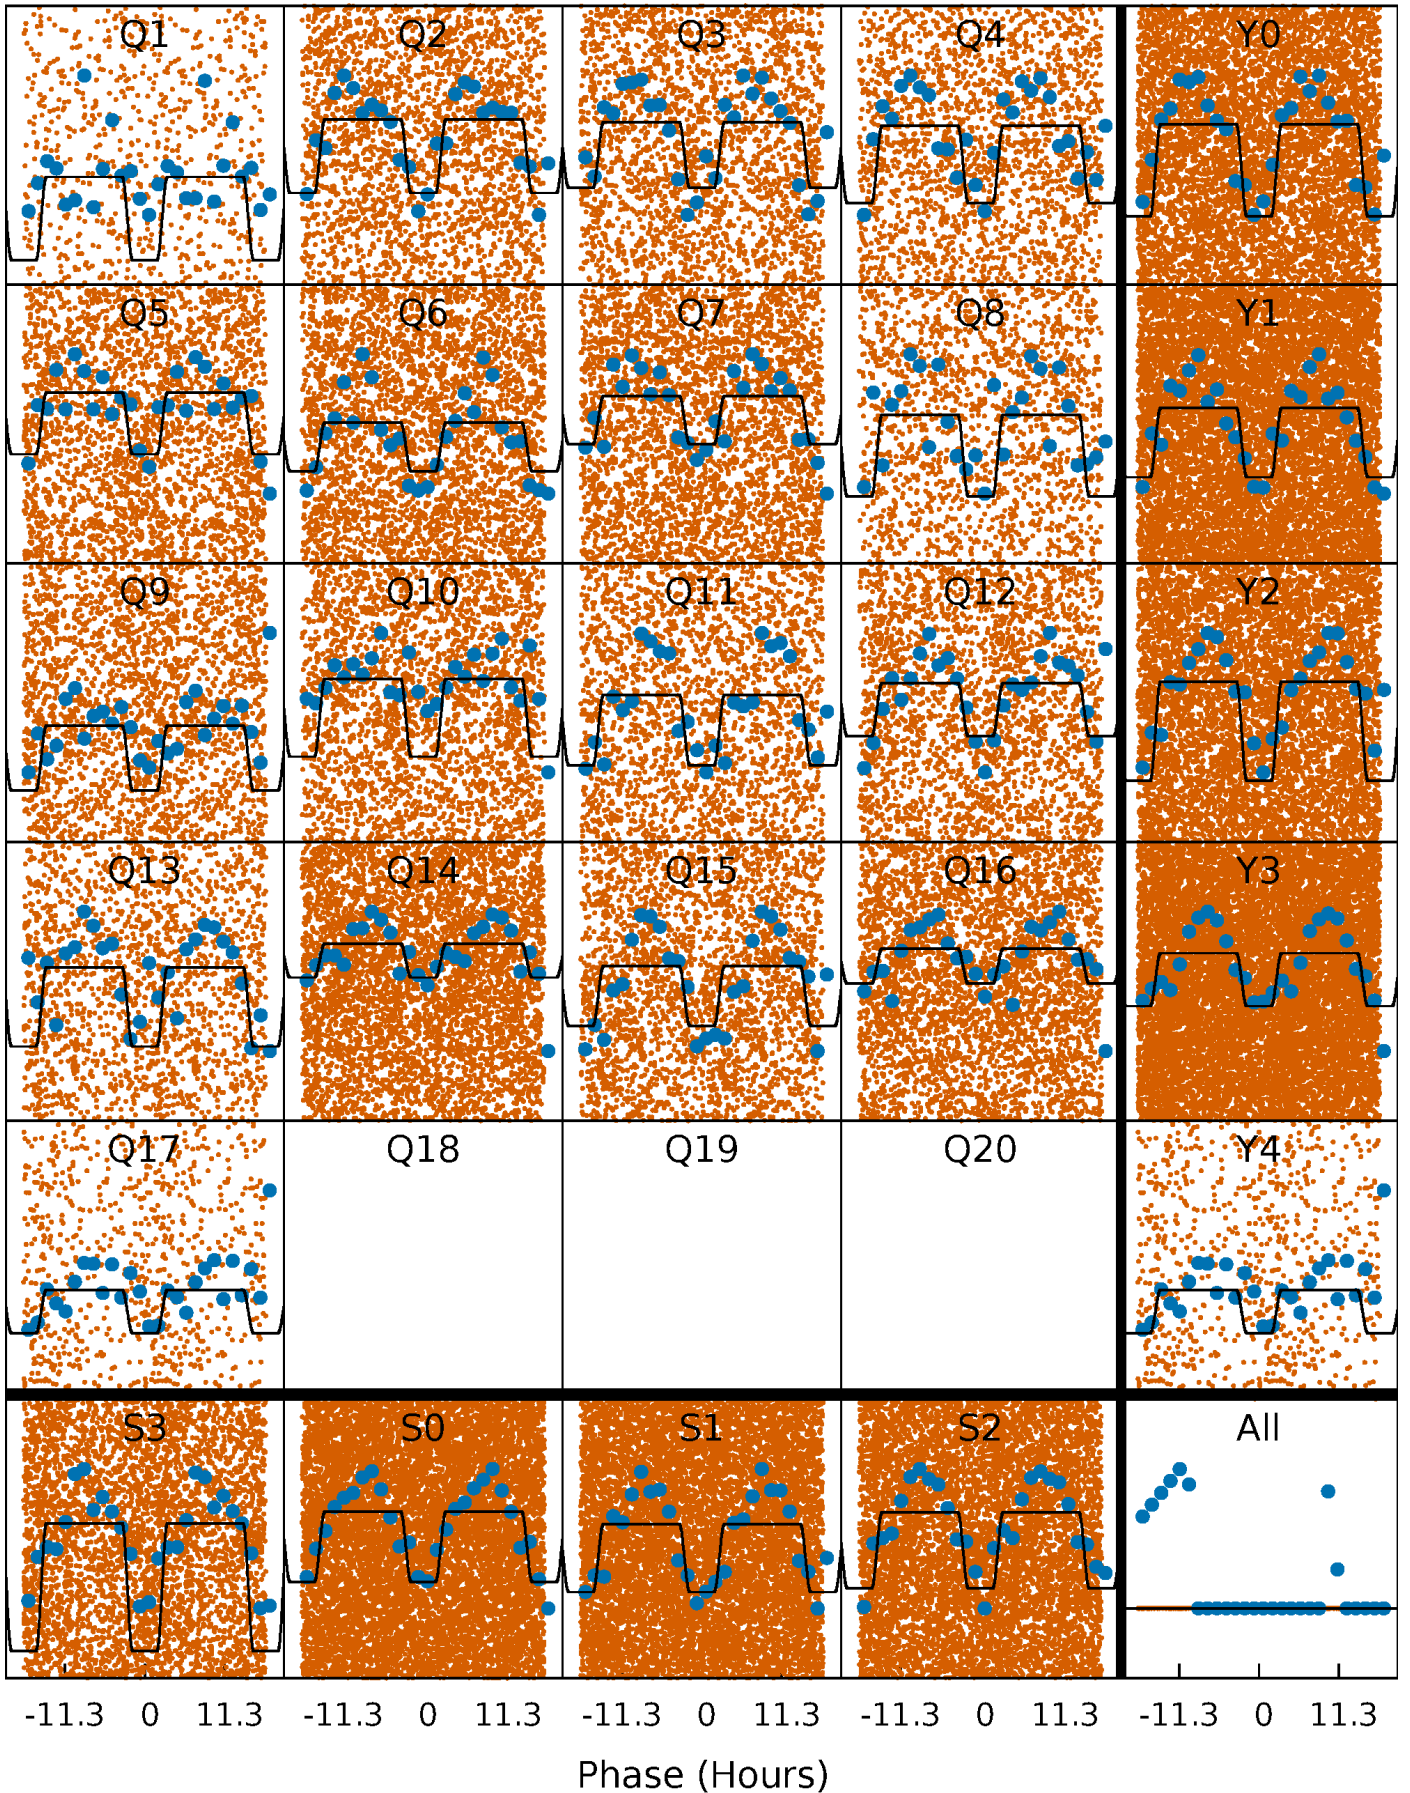 Q1 Q2 Q3 Q4 Y0
Q5 Q6 Q7 Q8 Y1
Q9 Q10 Q11 Q12 Y2
Q13 Q14 Q15 Q16 Y3
Q17 Q18 Q19 Q20 Y4
S3 S0 S1 S2 All
-11.3 0 11.3 -11.3 0 11.3 -11.3 0 11.3 -11.3 0 11.3 -11.3 0 11.3
Phase (Hours)